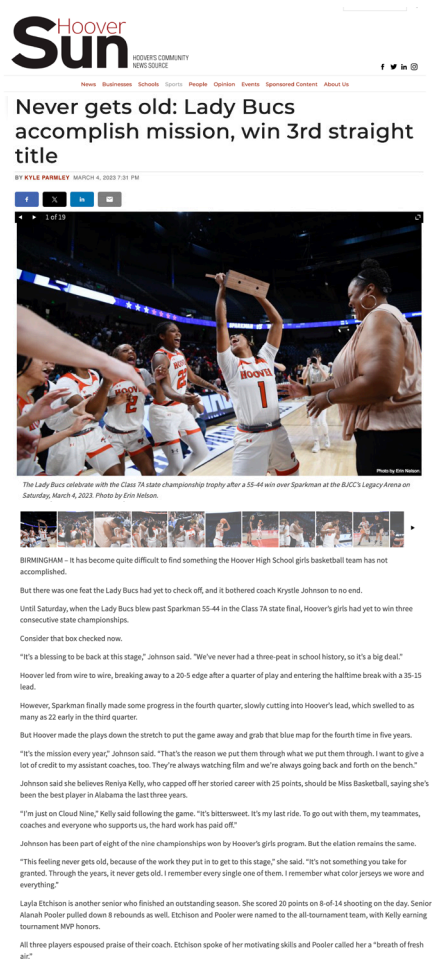 Hoover
Sun
HOOVER'S COMMUNITY
NEWS SOURCE
News Businesses Schools Sports People Opinion Events Sponsored Content About Us
Never gets old: Lady Bucs
accomplish mission, win 3rd straight
title
BY KYLE PARMLEY MARCH 4, 2023 7:31 PM
1 of 19
SPARKMAN
HOOVER
2
HOOVER
23
HOOVER
1
Photo by Erin Nelson.
The Lady Bucs celebrate with the Class 7A state championship trophy after a 55-44 win over Sparkman at the BJCC's Legacy Arena on
Saturday, March 4, 2023. Photo by Erin Nelson.
BIRMINGHAM – It has become quite difficult to find something the Hoover High School girls basketball team has not
accomplished.
But there was one feat the Lady Bucs had yet to check off, and it bothered coach Krystle Johnson to no end.
Until Saturday, when the Lady Bucs blew past Sparkman 55-44 in the Class 7A state final, Hoover's girls had yet to win three
consecutive state championships.
Consider that box checked now.
"It's a blessing to be back at this stage," Johnson said. "We've never had a three-peat in school history, so it's a big deal."
Hoover led from wire to wire, breaking away to a 20-5 edge after a quarter of play and entering the halftime break with a 35-15
lead.
However, Sparkman finally made some progress in the fourth quarter, slowly cutting into Hoover's lead, which swelled to as
many as 22 early in the third quarter.
But Hoover made the plays down the stretch to put the game away and grab that blue map for the fourth time in five years.
"It's the mission every year," Johnson said. "That's the reason we put them through what we put them through. I want to give a
lot of credit to my assistant coaches, too. They're always watching film and we're always going back and forth on the bench."
Johnson said she believes Reniya Kelly, who capped off her storied career with 25 points, should be Miss Basketball, saying she's
been the best player in Alabama the last three years.
"I'm just on Cloud Nine," Kelly said following the game. "It's bittersweet. It's my last ride. To go out with them, my teammates,
coaches and everyone who supports us, the hard work has paid off."
Johnson has been part of eight of the nine championships won by Hoover's girls program. But the elation remains the same.
"This feeling never gets old, because of the work they put in to get to this stage," she said. "It's not something you take for
granted. Through the years, it never gets old. I remember every single one of them. I remember what color jerseys we wore and
everything."
Layla Etchison is another senior who finished an outstanding season. She scored 20 points on 8-of-14 shooting on the day. Senior
Alanah Pooler pulled down 8 rebounds as well. Etchison and Pooler were named to the all-tournament team, with Kelly earning
tournament MVP honors.
All three players espoused praise of their coach. Etchison spoke of her motivating skills and Pooler called her a "breath of fresh
air."